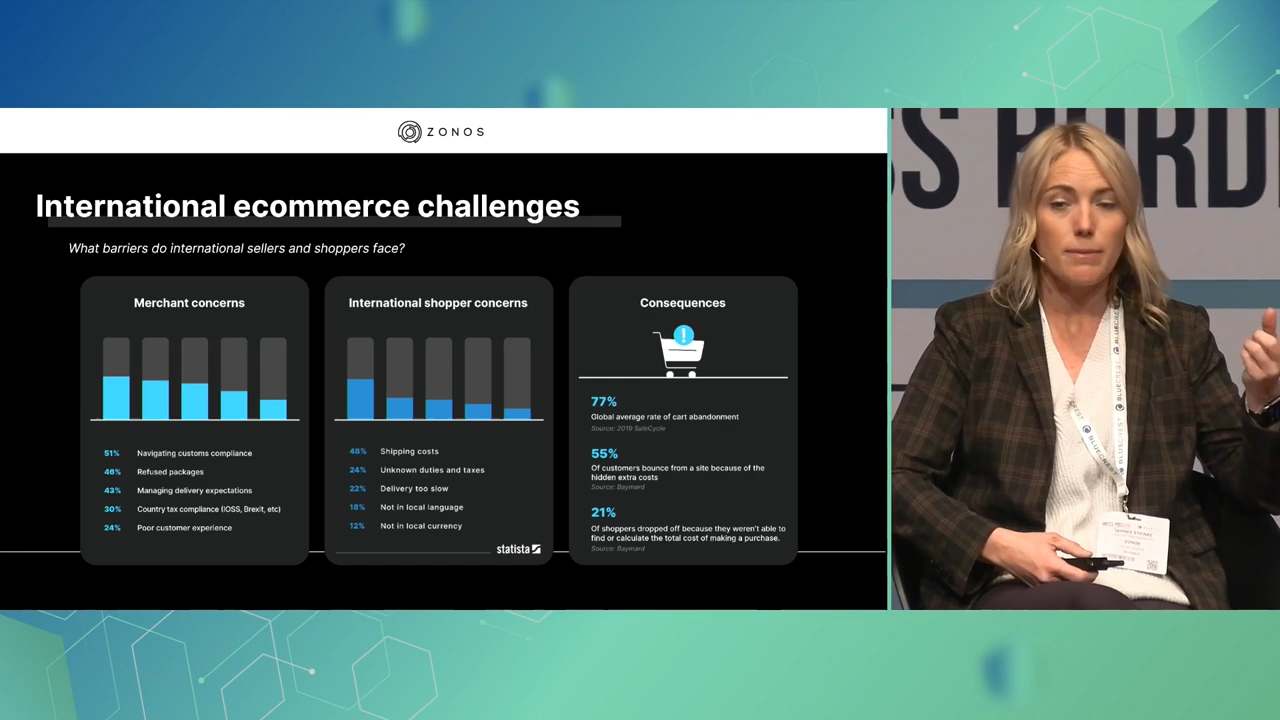 ZONOS
International ecommerce challenges
What barriers do international sellers and shoppers face?
Merchant concerns
51% Navigating customs compliance
46% Refused packages
43% Managing delivery expectations
30% Country tax compliance (IOSS, Brexit, etc)
24% Poor customer experience
International shopper concerns
48% Shipping costs
24% Unknown duties and taxes
22% Delivery too slow
18% Not in local language
12% Not in local currency
statista
Consequences
!
77%
Global average rate of cart abandonment
Source: 2019 SaleCycle
55%
Of customers bounce from a site because of the
hidden extra costs
Source: Baymard
21%
Of shoppers dropped off because they weren't able to
find or calculate the total cost of making a purchase.
Source: Baymard
BLUECREST
BLUECREST
BLUECREST
ZONOS